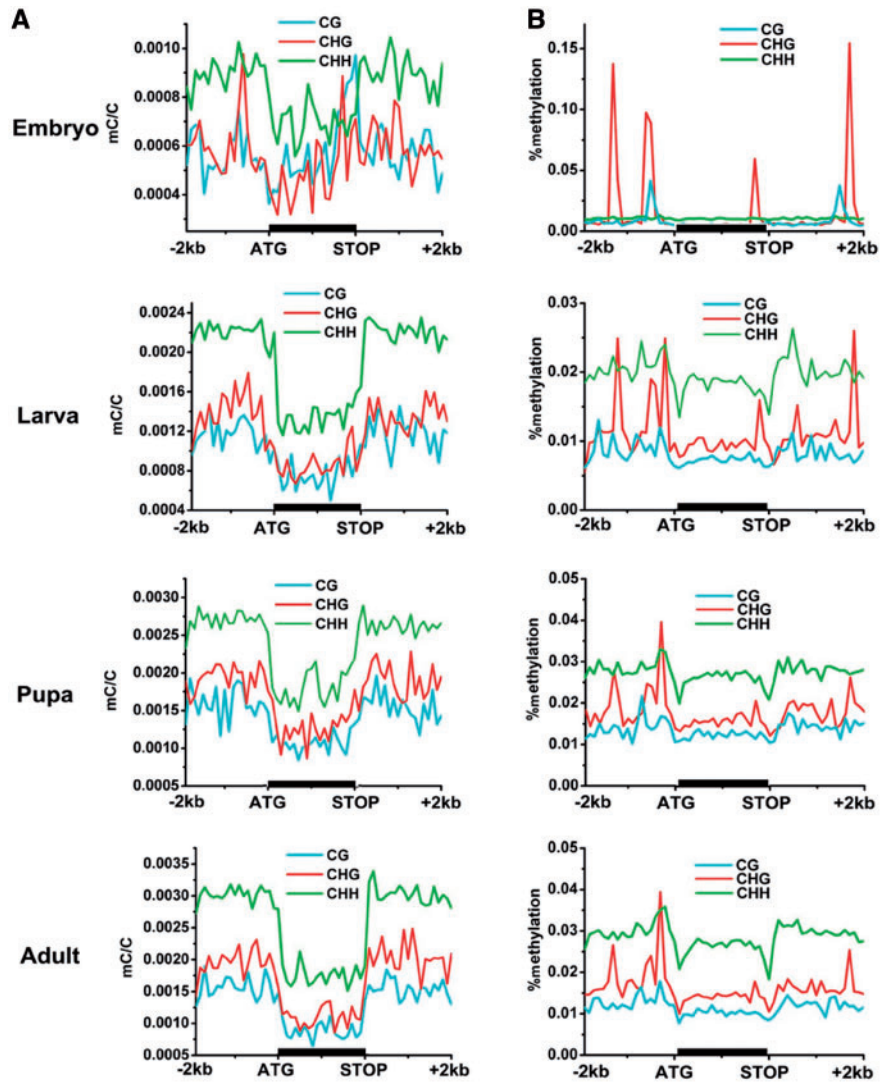 A
B
Embryo
mC/C
0.0010
0.0008
0.0006
0.0004
CG
CHG
CHH
-2kb ATG STOP +2kb
%methylation
0.15
0.10
0.05
0.00
CG
CHG
CHH
-2kb ATG STOP +2kb
Larva
mC/C
0.0024
0.0020
0.0016
0.0012
0.0008
0.0004
CG
CHG
CHH
-2kb ATG STOP +2kb
%methylation
0.03
0.02
0.01
0.00
CG
CHG
CHH
-2kb ATG STOP +2kb
Pupa
mC/C
0.0030
0.0025
0.0020
0.0015
0.0010
0.0005
CG
CHG
CHH
-2kb ATG STOP +2kb
%methylation
0.05
0.04
0.03
0.02
0.01
0.00
CG
CHG
CHH
-2kb ATG STOP +2kb
Adult
mC/C
0.0035
0.0030
0.0025
0.0020
0.0015
0.0010
0.0005
CG
CHG
CHH
-2kb ATG STOP +2kb
%methylation
0.05
0.04
0.03
0.02
0.01
0.00
CG
CHG
CHH
-2kb ATG STOP +2kb